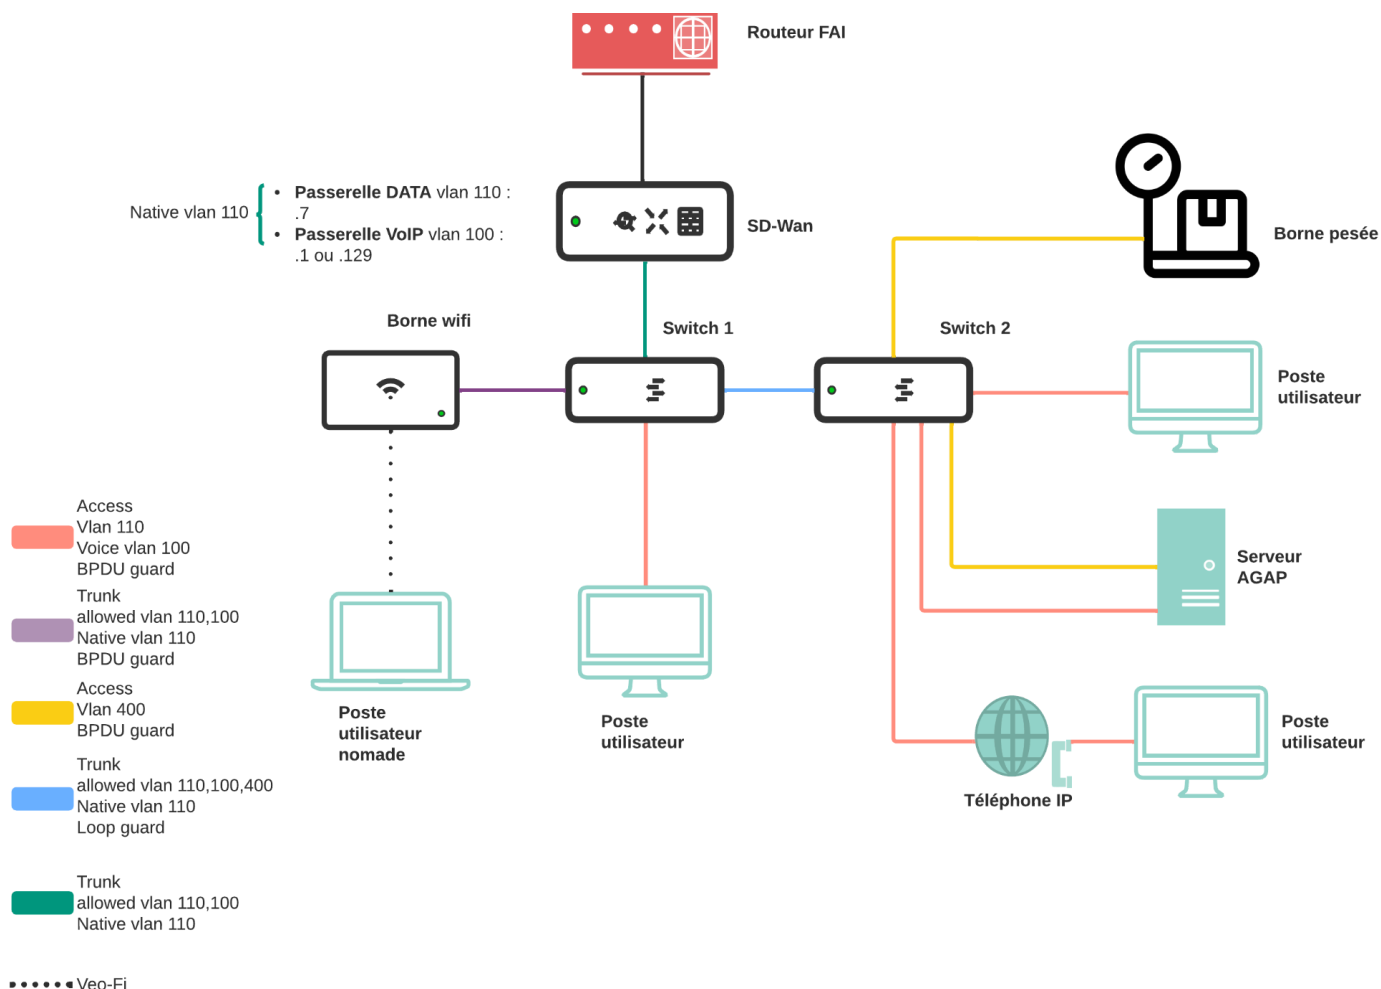 Routeur FAI
Native vlan 110
• Passerelle DATA vlan 110 :
.7
• Passerelle VoIP vlan 100 :
.1 ou .129
SD-Wan
Borne pesée
Borne wifi
Switch 1
Switch 2
Poste
utilisateur
Access
Vlan 110
Voice vlan 100
BPDU guard
Trunk
allowed vlan 110,100
Native vlan 110
BPDU guard
Access
Vlan 400
BPDU guard
Trunk
allowed vlan 110,100,400
Native vlan 110
Loop guard
Trunk
allowed vlan 110,100
Native vlan 110
Veo-Fi
Serveur
AGAP
Poste
utilisateur
nomade
Poste
utilisateur
Téléphone IP
Poste
utilisateur